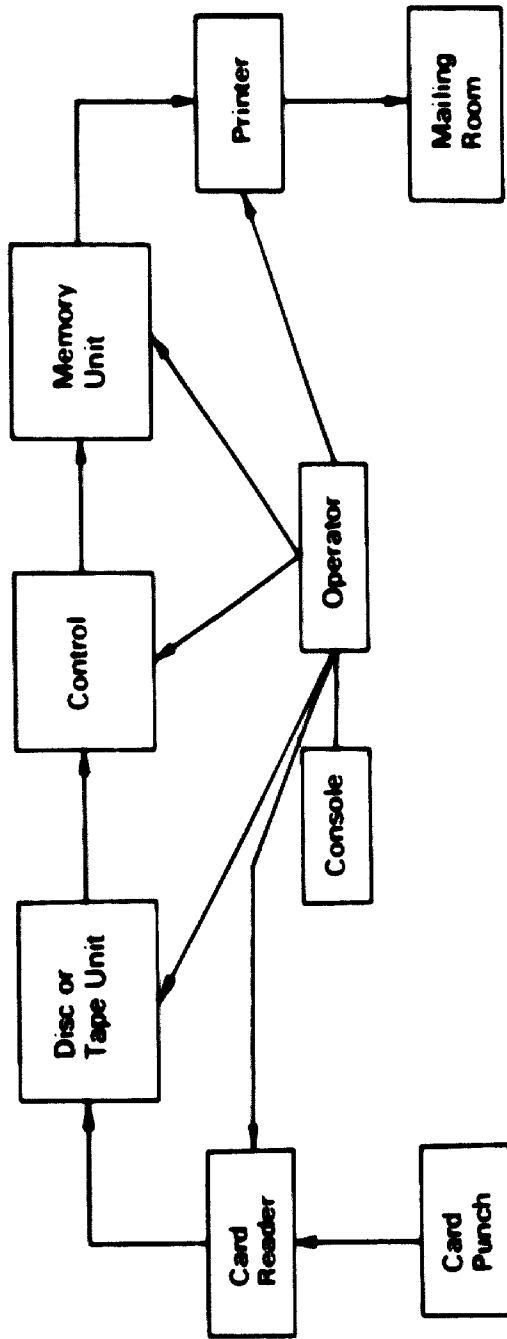 Card
Punch
Card
Reader
Disc or
Tape Unit
Control
Memory
Unit
Printer
Mailing
Room
Console
Operator